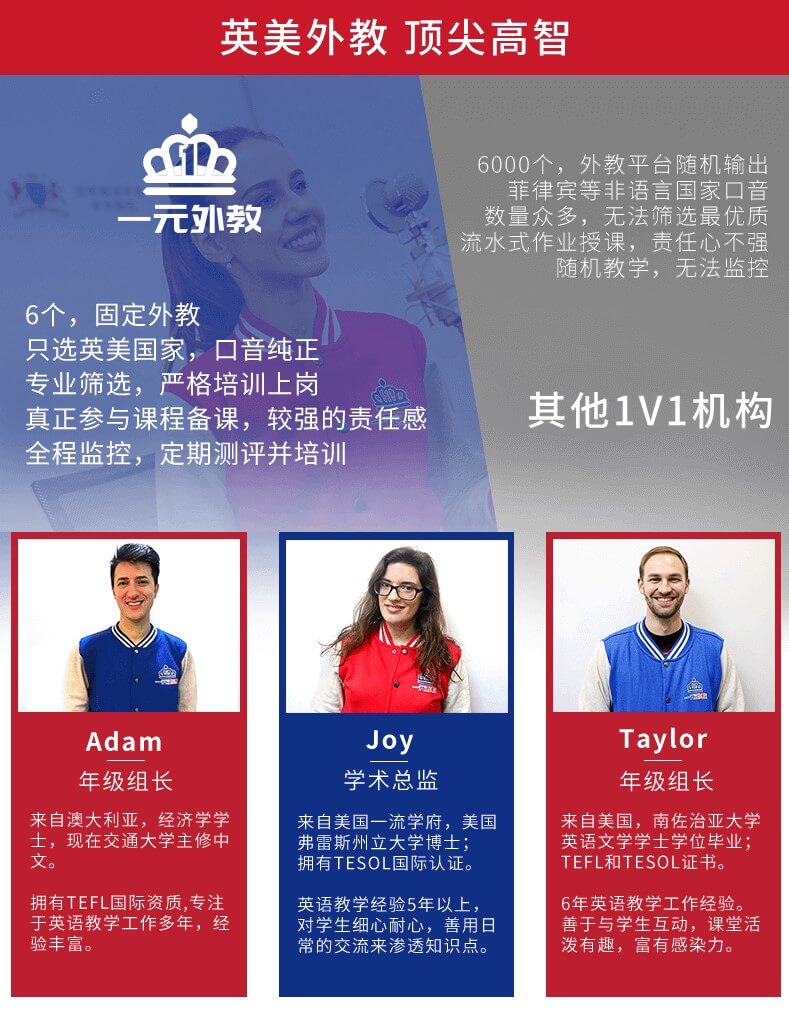 英美外教 顶尖高智
1
一元外教
6000个，外教平台随机输出
菲律宾等非语言国家口音
数量众多，无法筛选最优质
流水式作业授课，责任心不强
随机教学，无法监控
6个，固定外教
只选英美国家，口音纯正
专业筛选，严格培训上岗
真正参与课程备课，较强的责任感
全程监控，定期测评并培训
其他1V1机构
Adam
年级组长
来自澳大利亚，经济学学
士，现在交通大学主修中
文。
拥有TEFL国际资质,专注
于英语教学工作多年，经
验丰富。
Joy
学术总监
来自美国一流学府，美国
弗雷斯州立大学博士；
拥有TESOL国际认证。
英语教学经验5年以上，
对学生细心耐心，善用日
常的交流来渗透知识点。
Taylor
年级组长
来自美国，南佐治亚大学
英语文学学士学位毕业；
TEFL和TESOL证书。
6年英语教学工作经验。
善于与学生互动，课堂活
泼有趣，富有感染力。